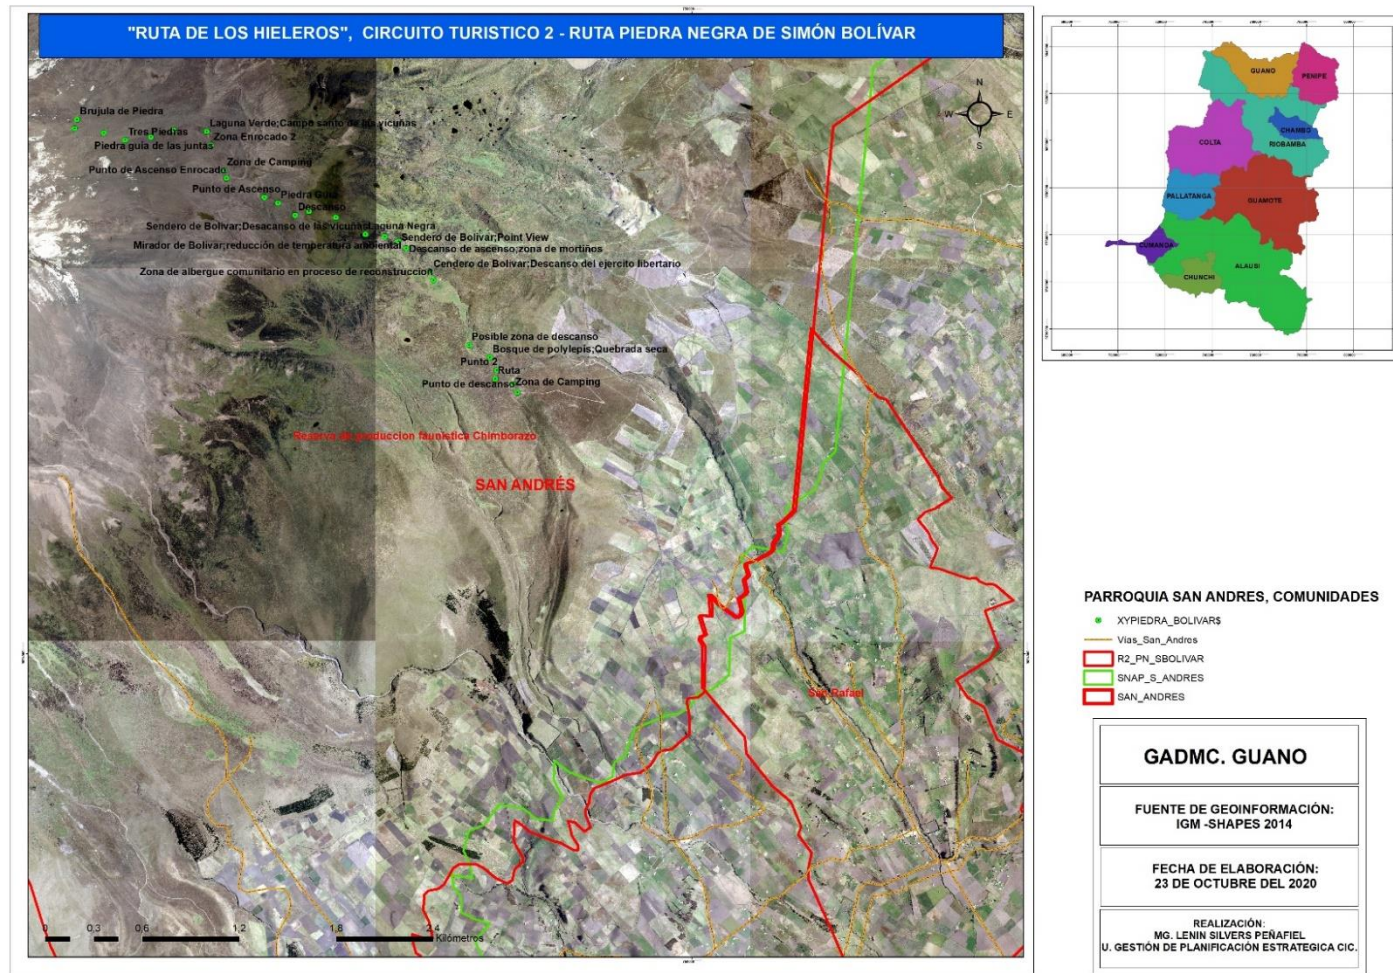 "RUTA DE LOS HIELEROS", CIRCUITO TURISTICO 2 - RUTA PIEDRA NEGRA DE SIMÓN BOLÍVAR
N
W E
S
Brujula de Piedra
Laguna Verde;Campo santo de las vicuñas
Tres Piedras
Zona Enrocado 2
Piedra guia de las juntas
Zona de Camping
Punto de Ascenso Enrocado
Punto de Ascenso
Piedra Guia
Descanso
Sendero de Bolivar;Desacanso de las vicuñas;Laguna Negra
Sendero de Bolivar;Point View
Mirador de Bolivar;reducción de temperatura ambiental
Descanso de ascenso;zona de mortiños
Cendero de Bolivar;Descanso del ejercito libertario
Zona de albergue comunitario en proceso de reconstruccion
Posible zona de descanso
Bosque de polylepis;Quebrada seca
Punto 2
Ruta
Punto de descanso
Zona de Camping
Reserva de produccion faunistica Chimborazo
SAN ANDRÉS
San Rafael
0 0,3 0,6 1,2 1,8 2,4
Kilómetros
GUANO
PENIPE
CHAMBO
COLTA
RIOBAMBA
PALLATANGA
GUAMOTE
CUMANDA
ALAUSI
CHUNCHI
PARROQUIA SAN ANDRES, COMUNIDADES
XYPIEDRA_BOLIVAR$
Vías_San_Andres
R2_PN_SBOLIVAR
SNAP_S_ANDRES
SAN_ANDRES
GADMC. GUANO
FUENTE DE GEOINFORMACIÓN:
IGM -SHAPES 2014
FECHA DE ELABORACIÓN:
23 DE OCTUBRE DEL 2020
REALIZACIÓN:
MG. LENIN SILVERS PEÑAFIEL
U. GESTIÓN DE PLANIFICACIÓN ESTRATEGICA CIC.